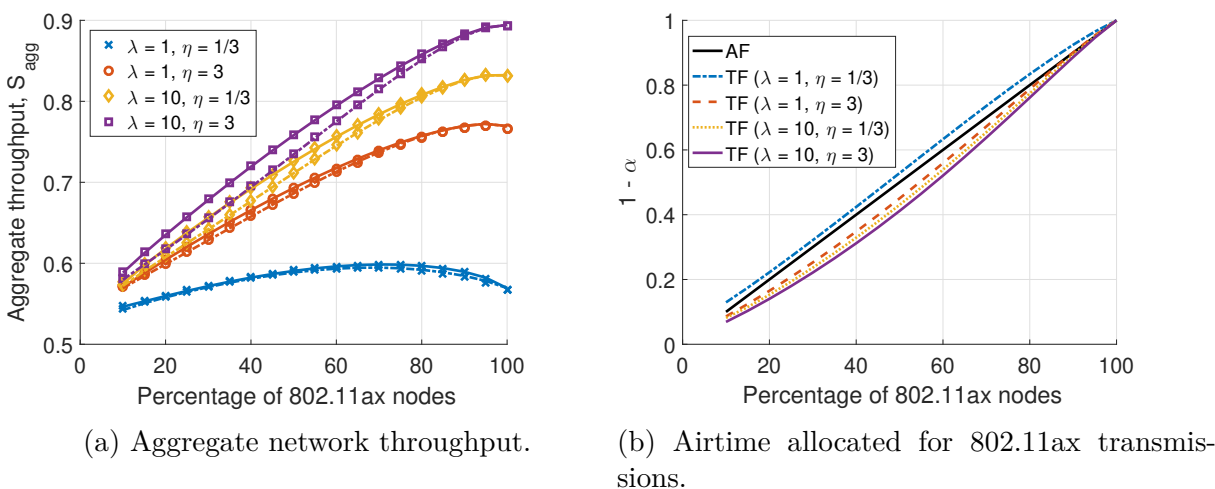 0.9
0.8
0.7
0.6
0.5
Aggregate throughput, S_agg
λ = 1, η = 1/3
λ = 1, η = 3
λ = 10, η = 1/3
λ = 10, η = 3
0 20 40 60 80 100
Percentage of 802.11ax nodes
(a) Aggregate network throughput.
1
0.8
0.6
0.4
0.2
0
1 - α
AF
TF (λ = 1, η = 1/3)
TF (λ = 1, η = 3)
TF (λ = 10, η = 1/3)
TF (λ = 10, η = 3)
0 20 40 60 80 100
Percentage of 802.11ax nodes
(b) Airtime allocated for 802.11ax transmis-
sions.